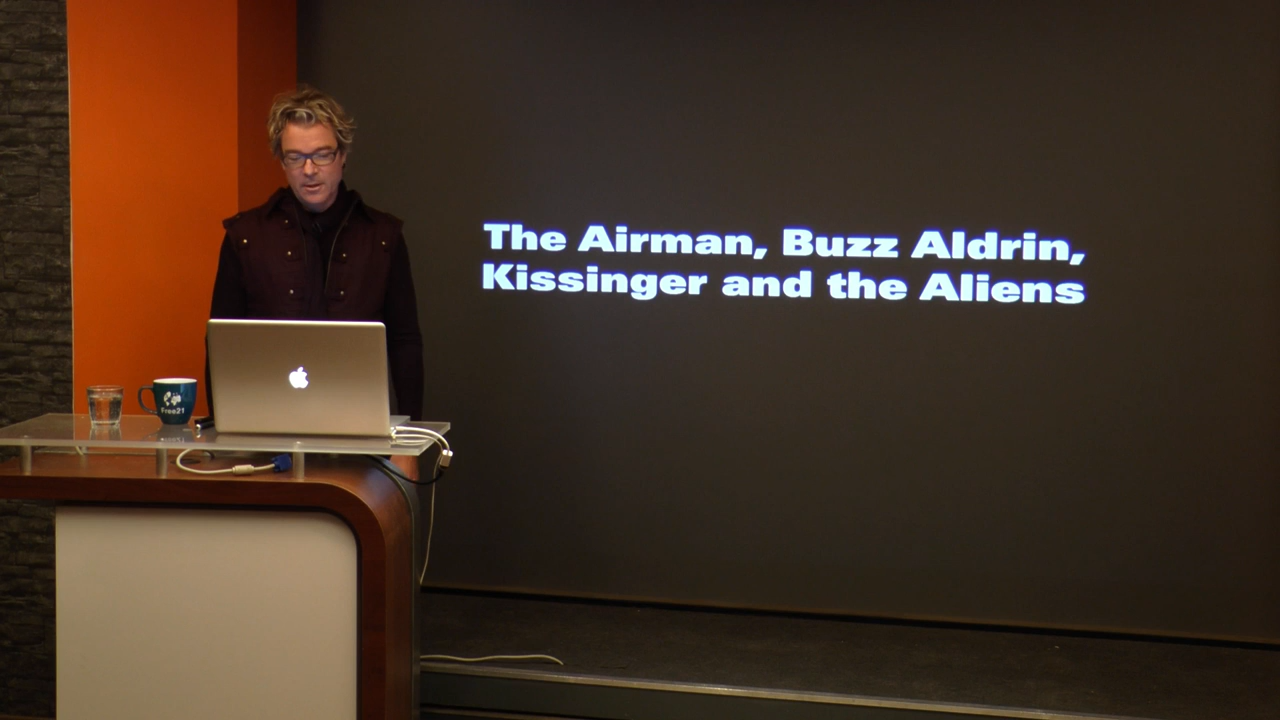 The Airman, Buzz Aldrin,
Kissinger and the Aliens
Free21